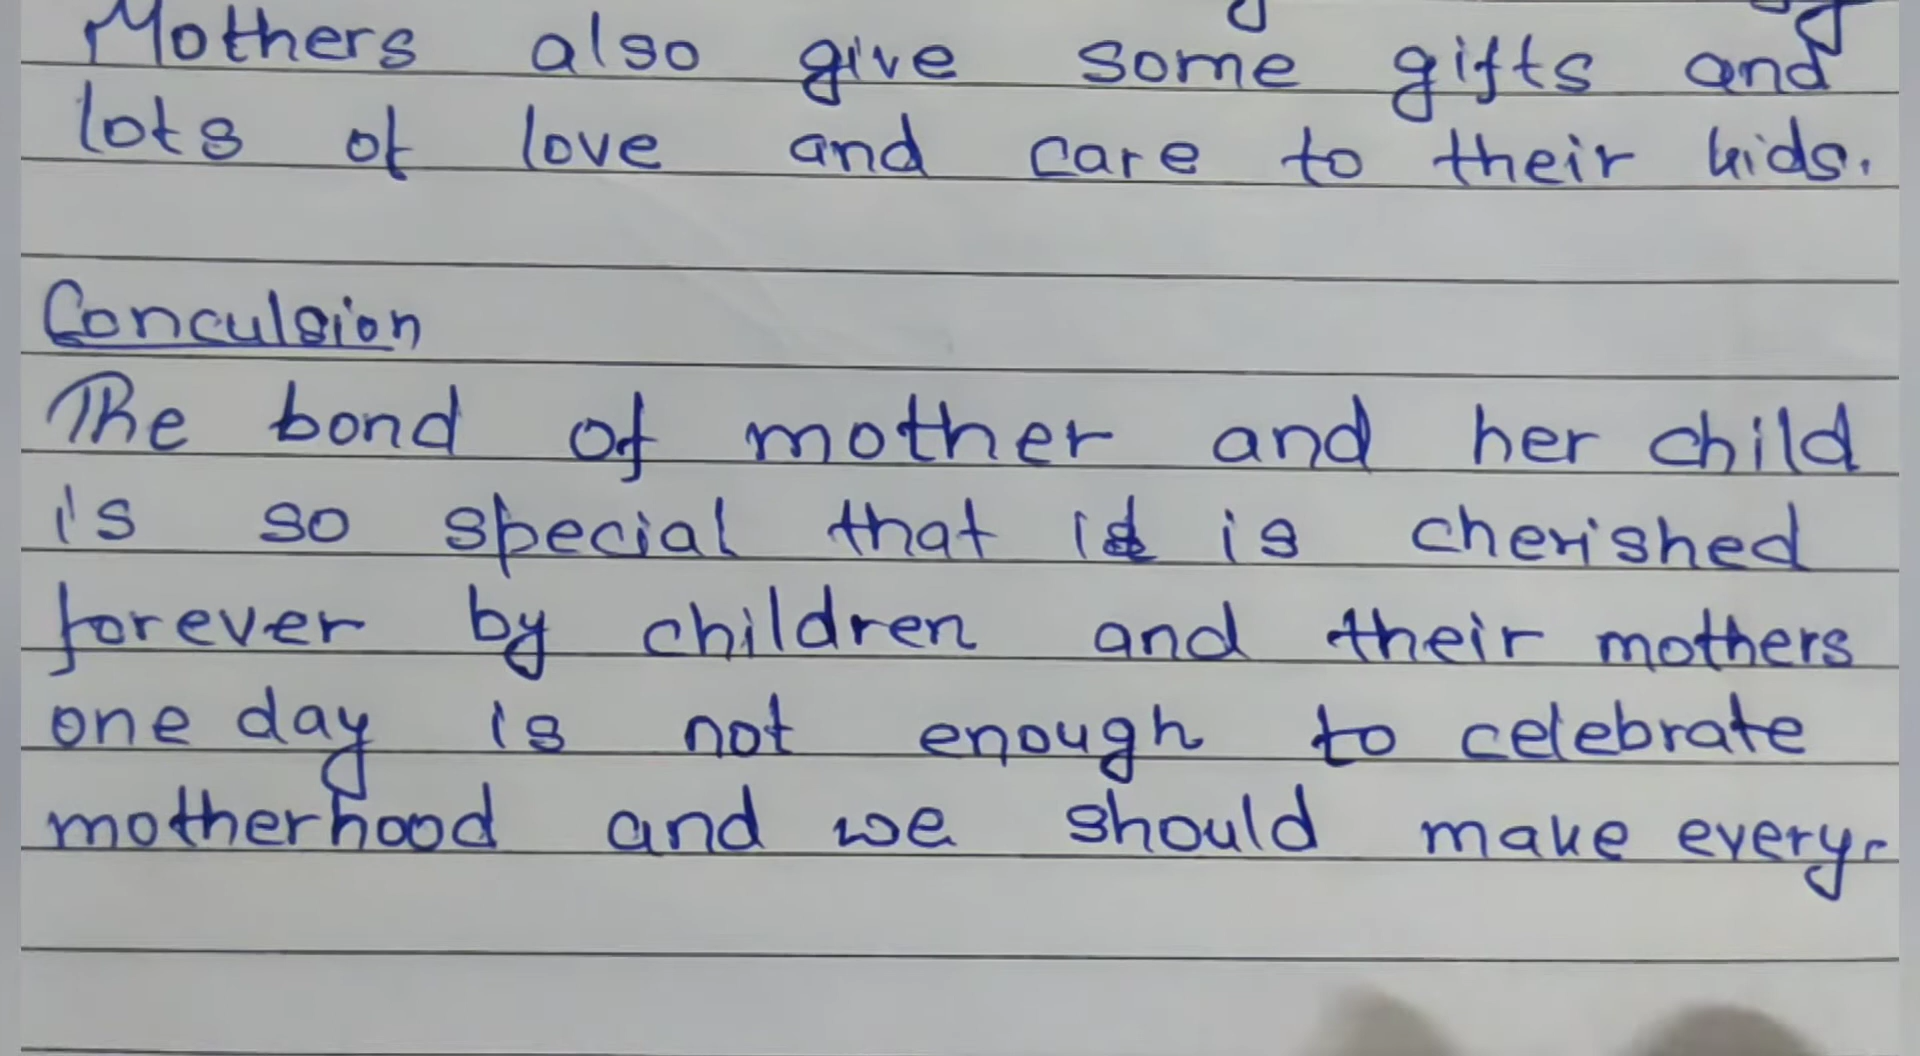 Mothers also give some gifts and
lots of love and care to their kids.
Conculsion
The bond of mother and her child
is so special that it is cherished
forever by children and their mothers
one day is not enough to celebrate
motherhood and we should make every-